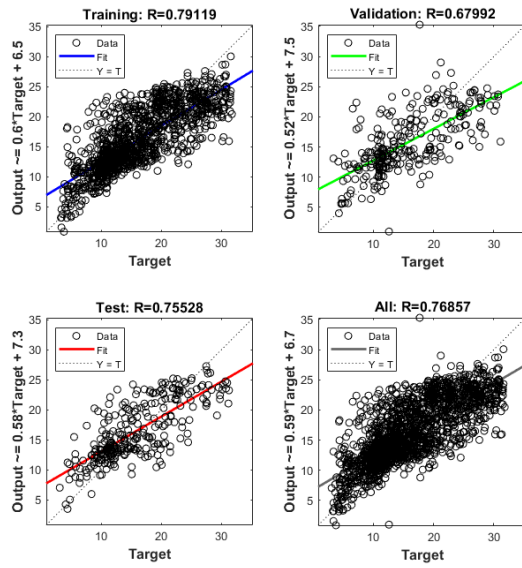 Training: R=0.79119
Output ~= 0.6*Target + 6.5
35
30
25
20
15
10
5
Data
Fit
Y = T
10 20 30
Target
Validation: R=0.67992
Output ~= 0.52*Target + 7.5
35
30
25
20
15
10
5
Data
Fit
Y = T
10 20 30
Target
Test: R=0.75528
Output ~= 0.58*Target + 7.3
35
30
25
20
15
10
5
Data
Fit
Y = T
10 20 30
Target
All: R=0.76857
Output ~= 0.59*Target + 6.7
35
30
25
20
15
10
5
Data
Fit
Y = T
10 20 30
Target